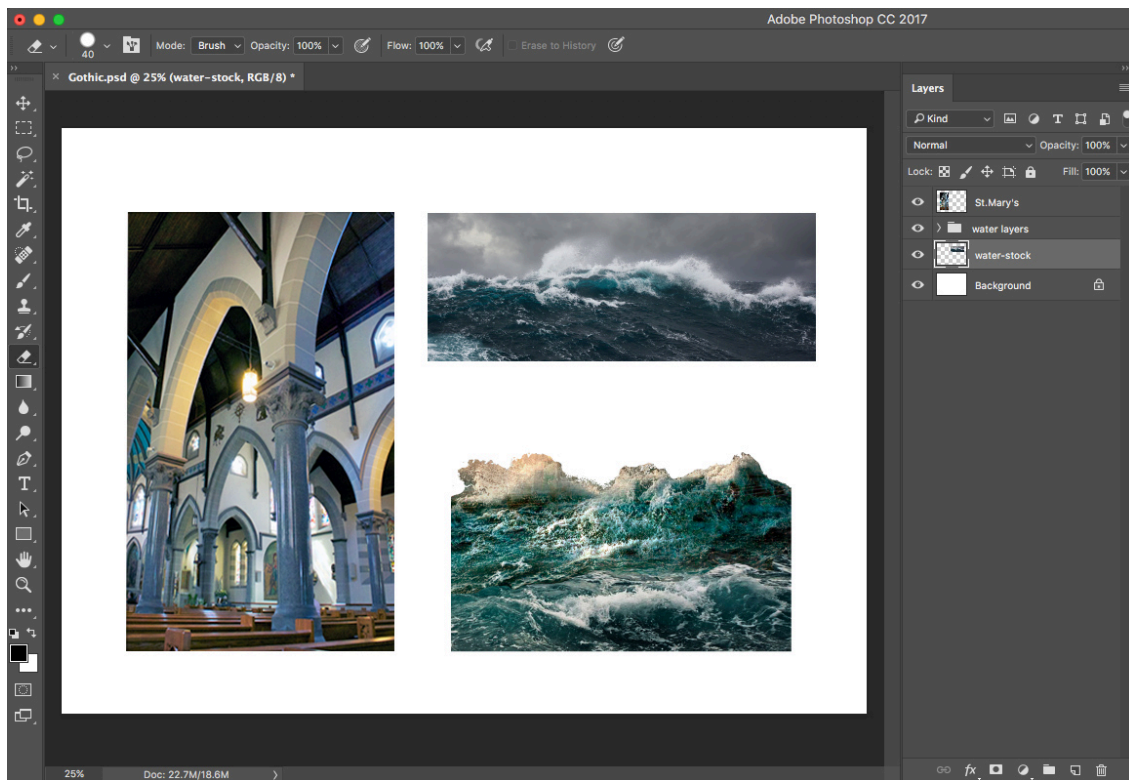 Adobe Photoshop CC 2017
40
Mode: Brush Opacity: 100% Flow: 100% Erase to History
Gothic.psd @ 25% (water-stock, RGB/8) *
Layers
Kind
Normal Opacity: 100%
Lock: Fill: 100%
St.Mary's
water layers
water-stock
Background
25% Doc: 22.7M/18.6M
fx